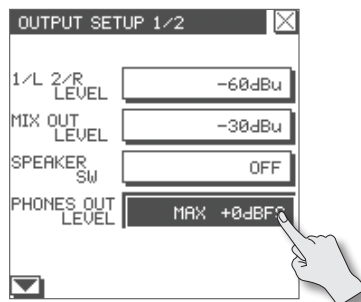 OUTPUT SETUP 1/2
1/L 2/R
LEVEL
-60dBu
MIX OUT
LEVEL
-30dBu
SPEAKER
SW
OFF
PHONES OUT
LEVEL
MAX +0dBFS